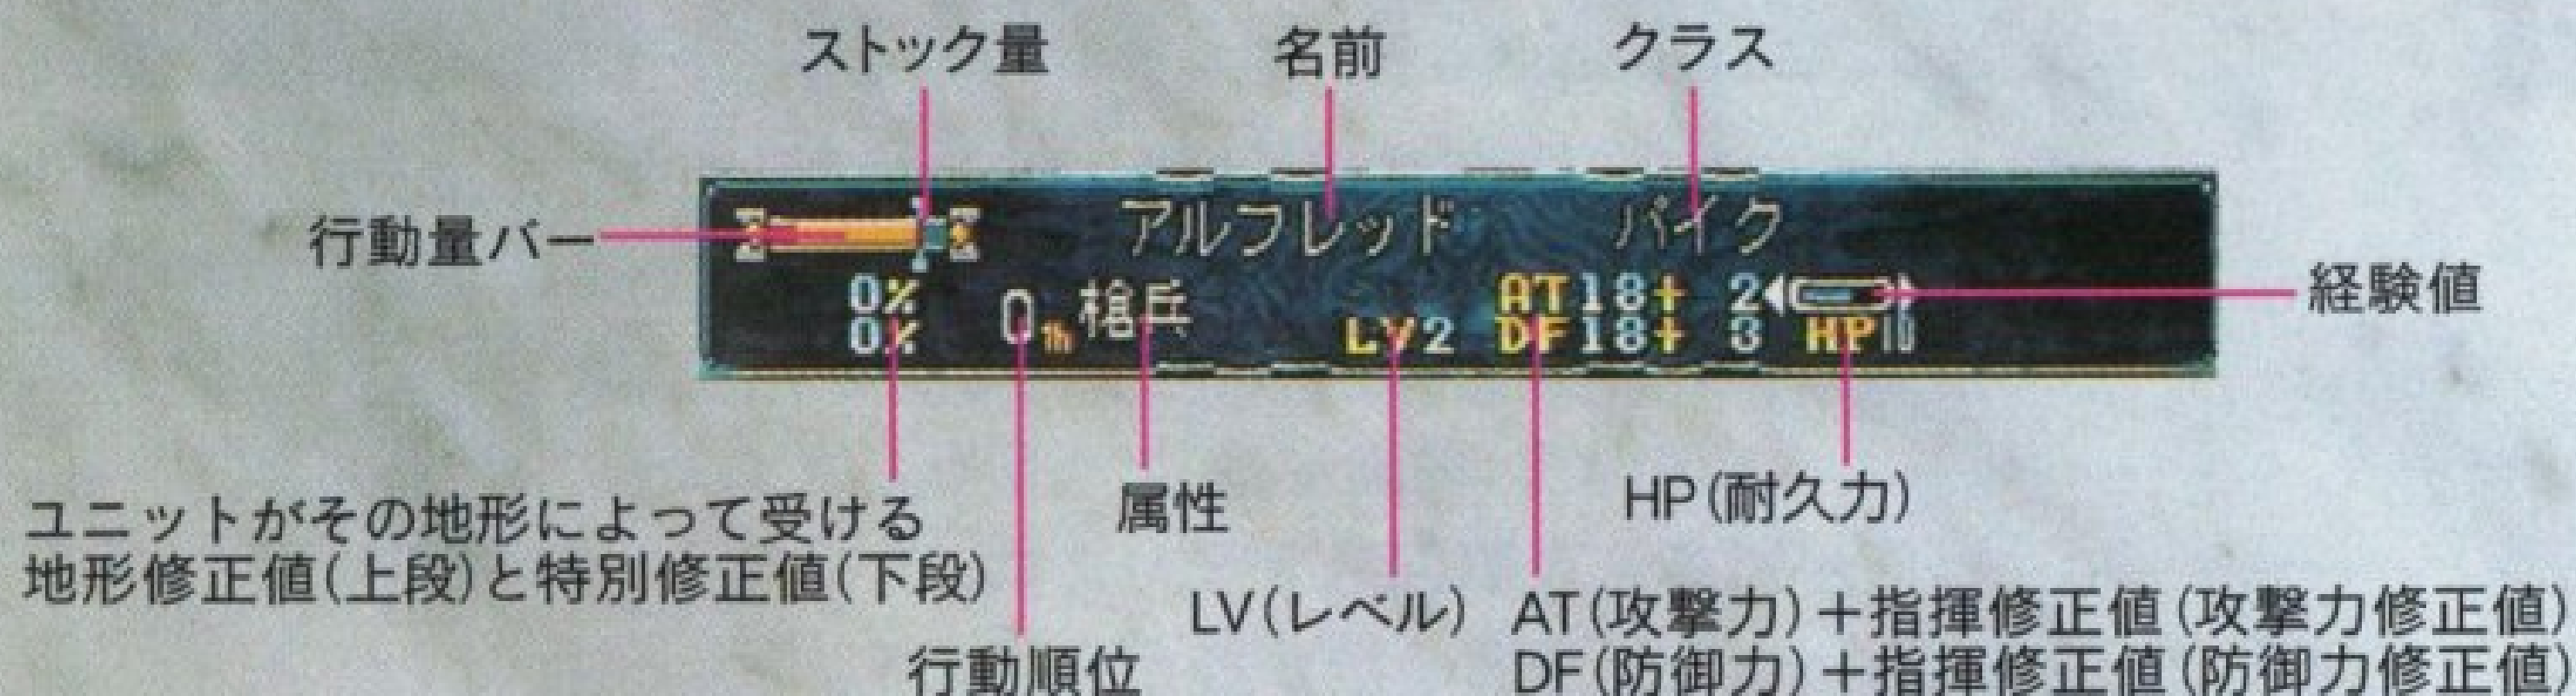 ストック量
名前
クラス
行動量バー
アルフレッド パイク
経験値
0% 0th 槍兵 AT18+ 2
0% LV2 DF18+ 3 HP10
ユニットがその地形によって受ける
地形修正値(上段)と特別修正値(下段)
属性
HP(耐久力)
行動順位
LV(レベル)
AT(攻撃力)+指揮修正値(攻撃力修正値)
DF(防御力)+指揮修正値(防御力修正値)